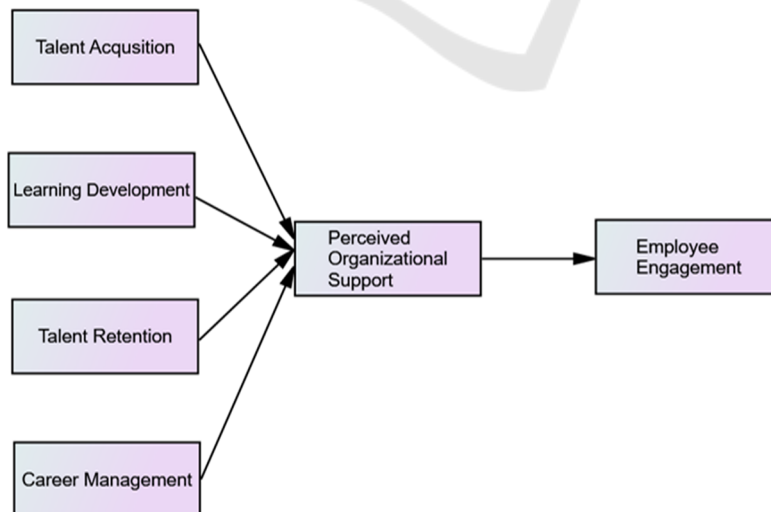 Talent Acqusition
Learning Development
Perceived
Organizational
Support
Employee
Engagement
Talent Retention
Career Management